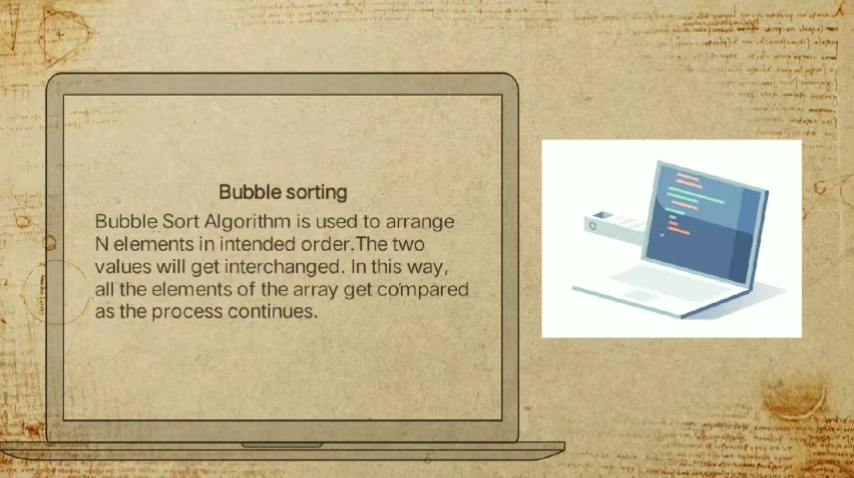 Bubble sorting
Bubble Sort Algorithm is used to arrange
N elements in intended order.The two
values will get interchanged. In this way,
all the elements of the array get compared
as the process continues.
6